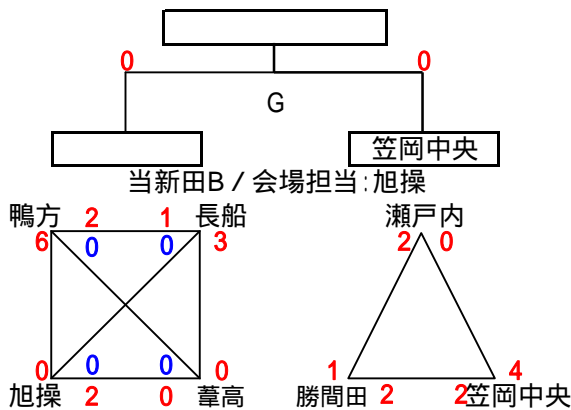 0 0
G
笠岡中央
当新田B / 会場担当:旭操
鴨方 2 1 長船 瀬戸内
6 0 0 3 2 0
0 0 0 0 1 4
旭操 2 0 葦高 勝間田 2 2 笠岡中央